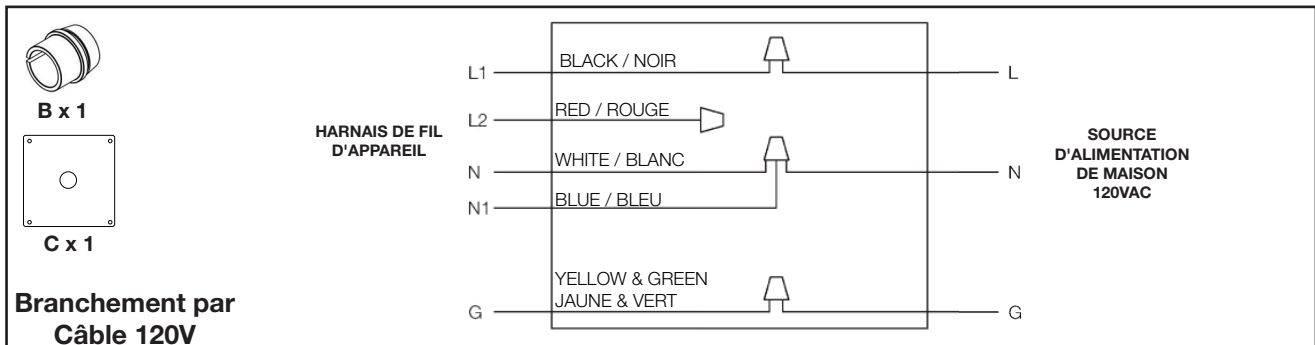 B x 1
C x 1
Branchement par
Câble 120V
HARNAIS DE FIL
D'APPAREIL
L1
BLACK / NOIR
L
L2
RED / ROUGE
N
WHITE / BLANC
N
N1
BLUE / BLEU
G
YELLOW & GREEN
JAUNE & VERT
G
SOURCE
D'ALIMENTATION
DE MAISON
120VAC